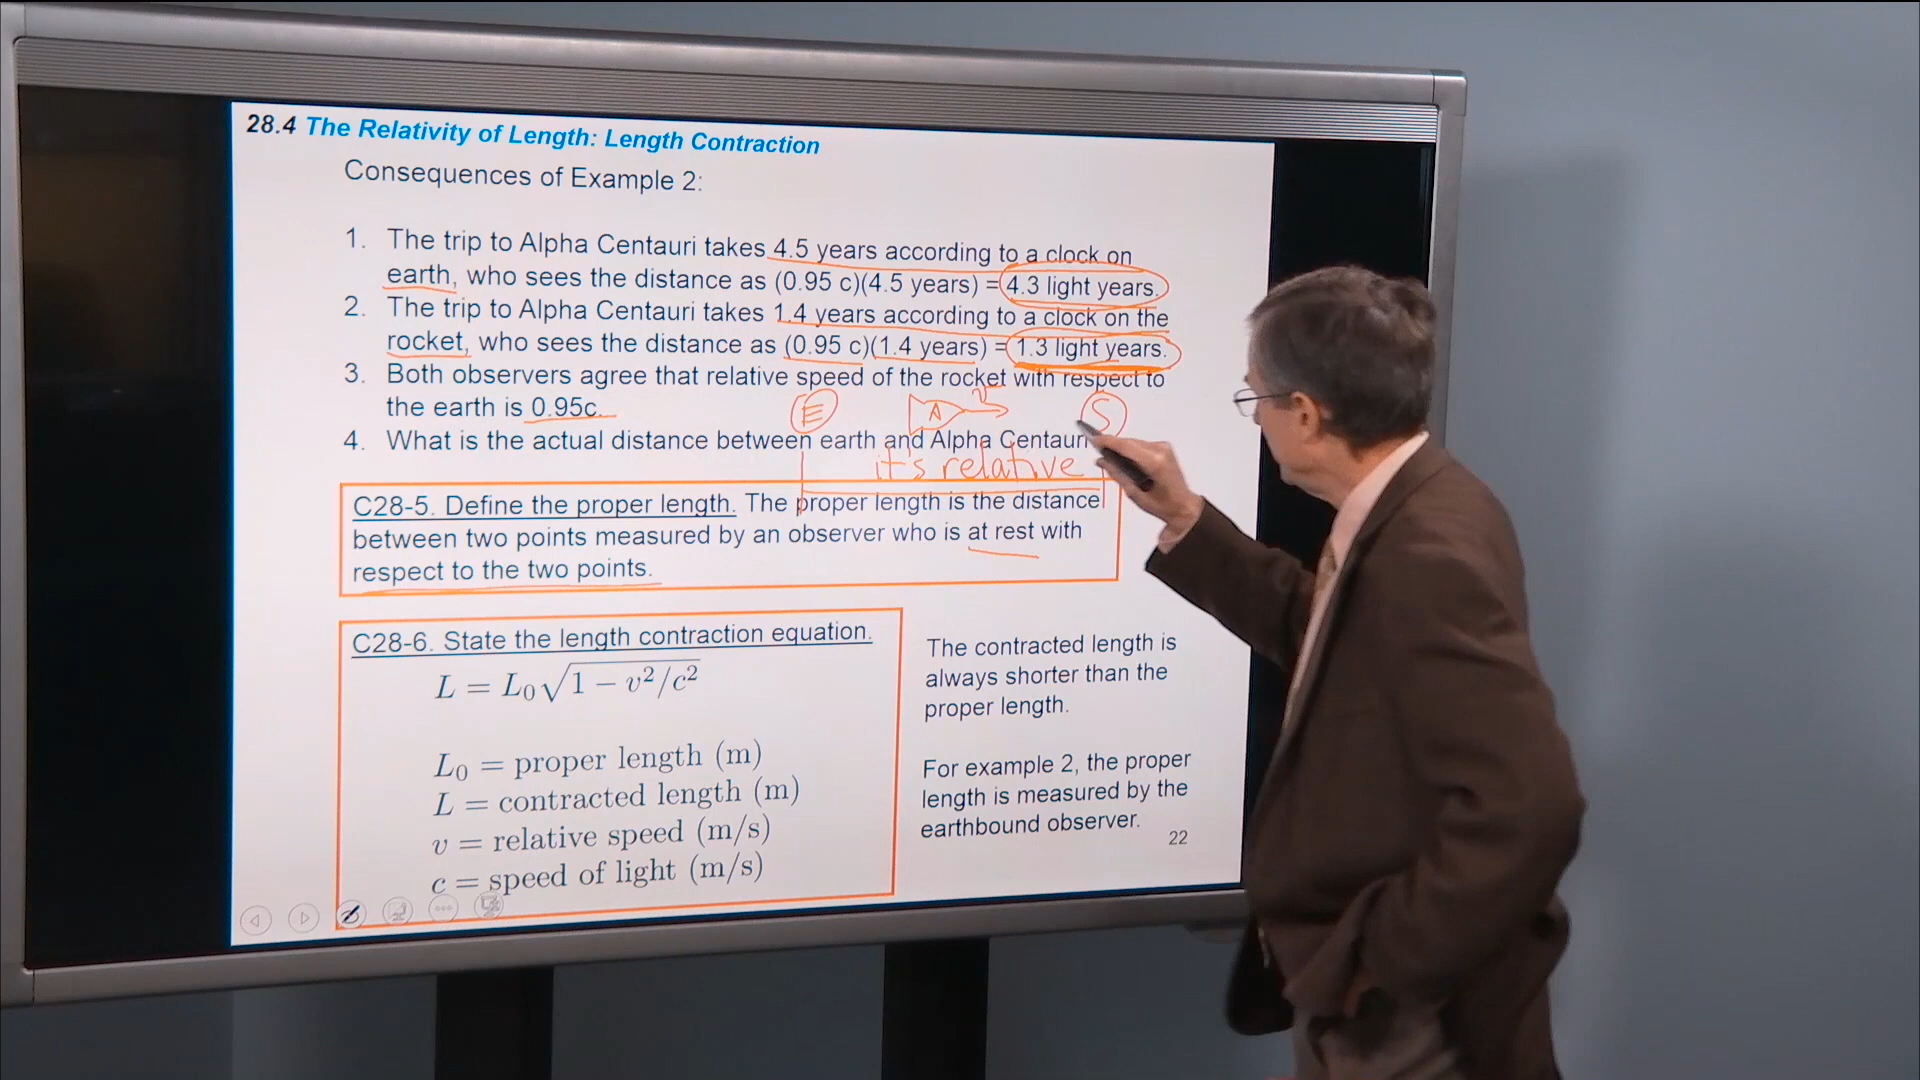 28.4 The Relativity of Length: Length Contraction
Consequences of Example 2:
1. The trip to Alpha Centauri takes 4.5 years according to a clock on
earth, who sees the distance as (0.95 c)(4.5 years) = 4.3 light years.
2. The trip to Alpha Centauri takes 1.4 years according to a clock on the
rocket, who sees the distance as (0.95 c)(1.4 years) = 1.3 light years.
3. Both observers agree that relative speed of the rocket with respect to
the earth is 0.95c.
E A v S
4. What is the actual distance between earth and Alpha Centauri
it's relative
C28-5. Define the proper length. The proper length is the distance
between two points measured by an observer who is at rest with
respect to the two points.
C28-6. State the length contraction equation.
L = L₀√1 − v²/c²
L₀ = proper length (m)
L = contracted length (m)
v = relative speed (m/s)
c = speed of light (m/s)
The contracted length is
always shorter than the
proper length.
For example 2, the proper
length is measured by the
earthbound observer.
22